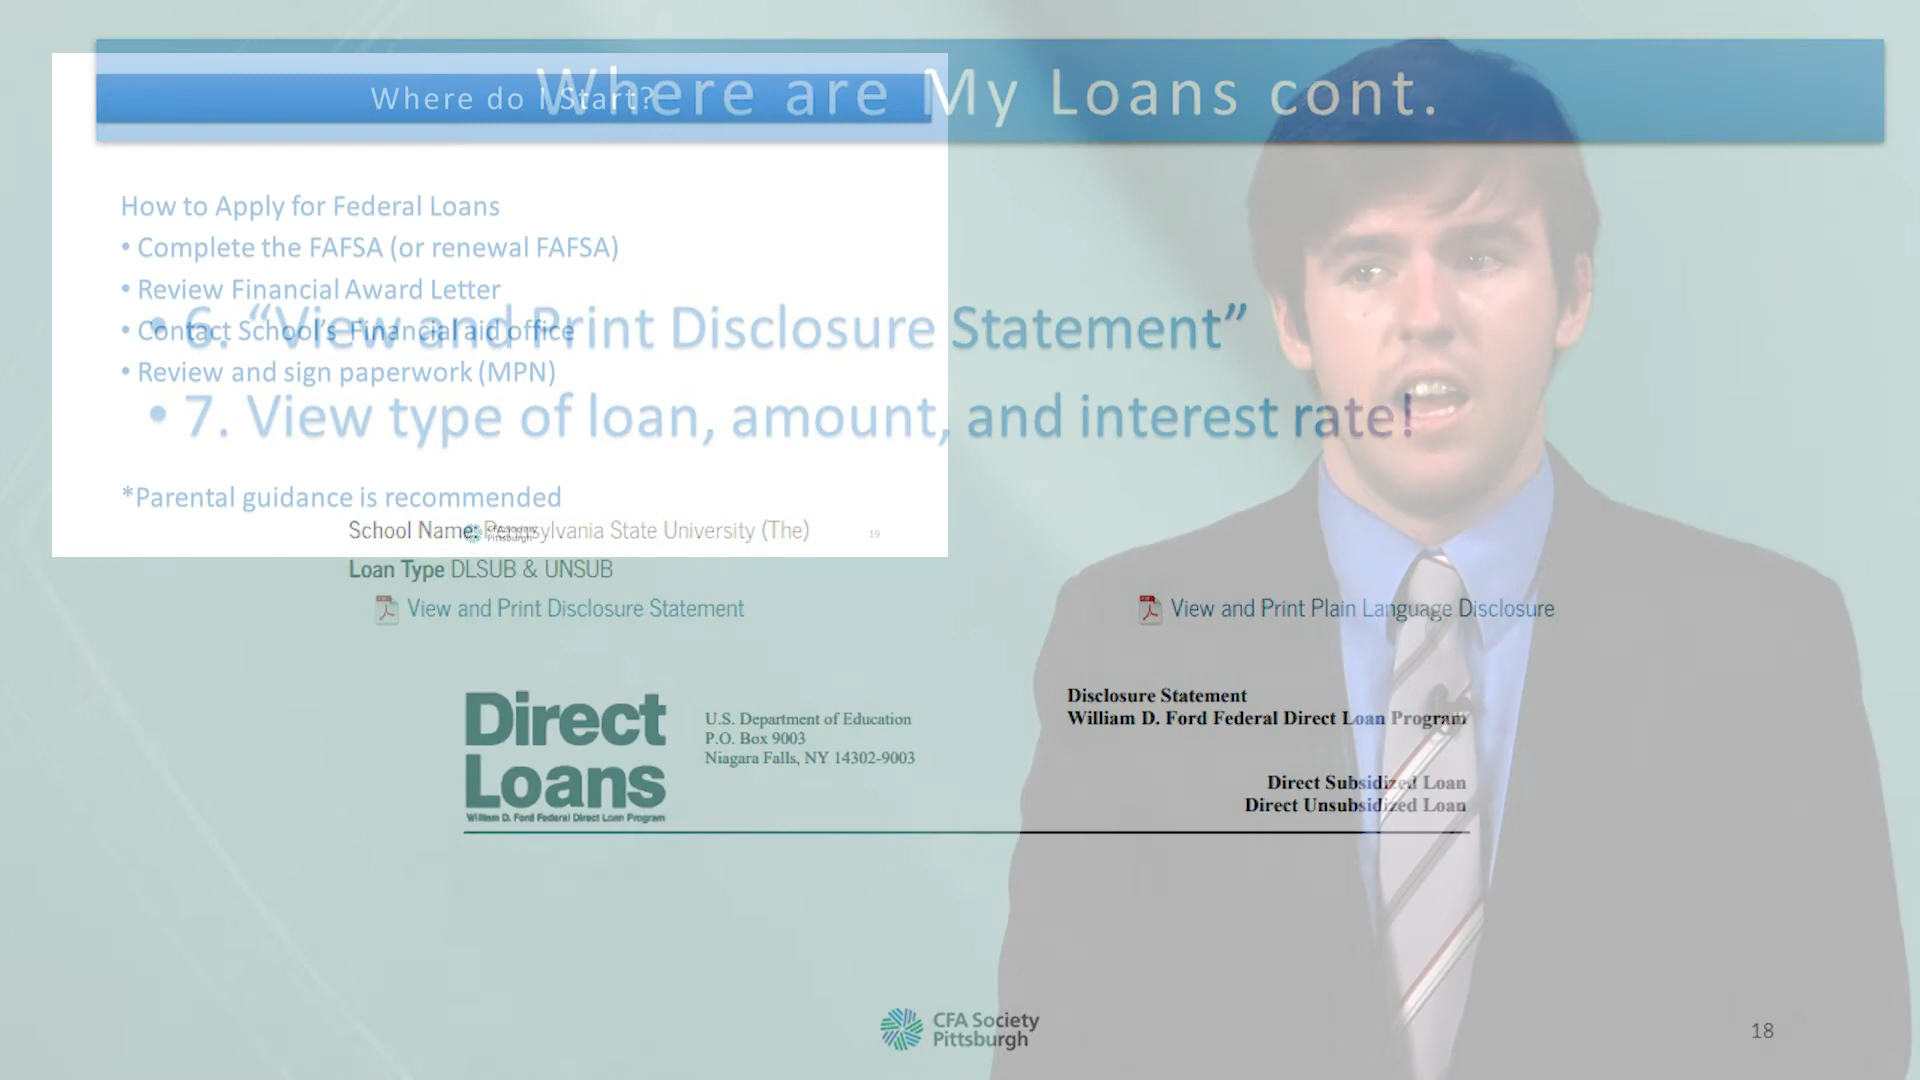 Where are My Loans cont.
Where do I Start?
How to Apply for Federal Loans
• Complete the FAFSA (or renewal FAFSA)
• Review Financial Award Letter
• Contact School's Financial aid office
• Review and sign paperwork (MPN)
*Parental guidance is recommended
CFA Society
Pittsburgh
19
• 6. “View and Print Disclosure Statement”
• 7. View type of loan, amount, and interest rate!
School Name: Pennsylvania State University (The)
Loan Type DLSUB & UNSUB
View and Print Disclosure Statement
View and Print Plain Language Disclosure
Direct
Loans
William D. Ford Federal Direct Loan Program
U.S. Department of Education
P.O. Box 9003
Niagara Falls, NY 14302-9003
Disclosure Statement
William D. Ford Federal Direct Loan Program
Direct Subsidized Loan
Direct Unsubsidized Loan
CFA Society
Pittsburgh
18